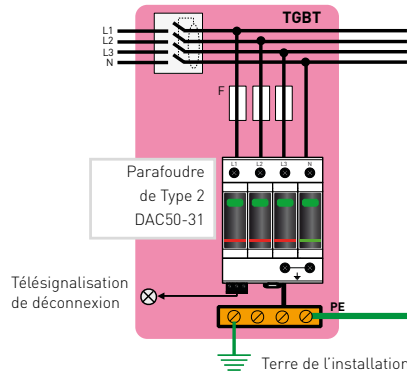 TGBT
L1
L2
L3
N
F
L1 L2 L3 N
Parafoudre
de Type 2
DAC50-31
Télésignalisation
de déconnexion
PE
Terre de l'installation